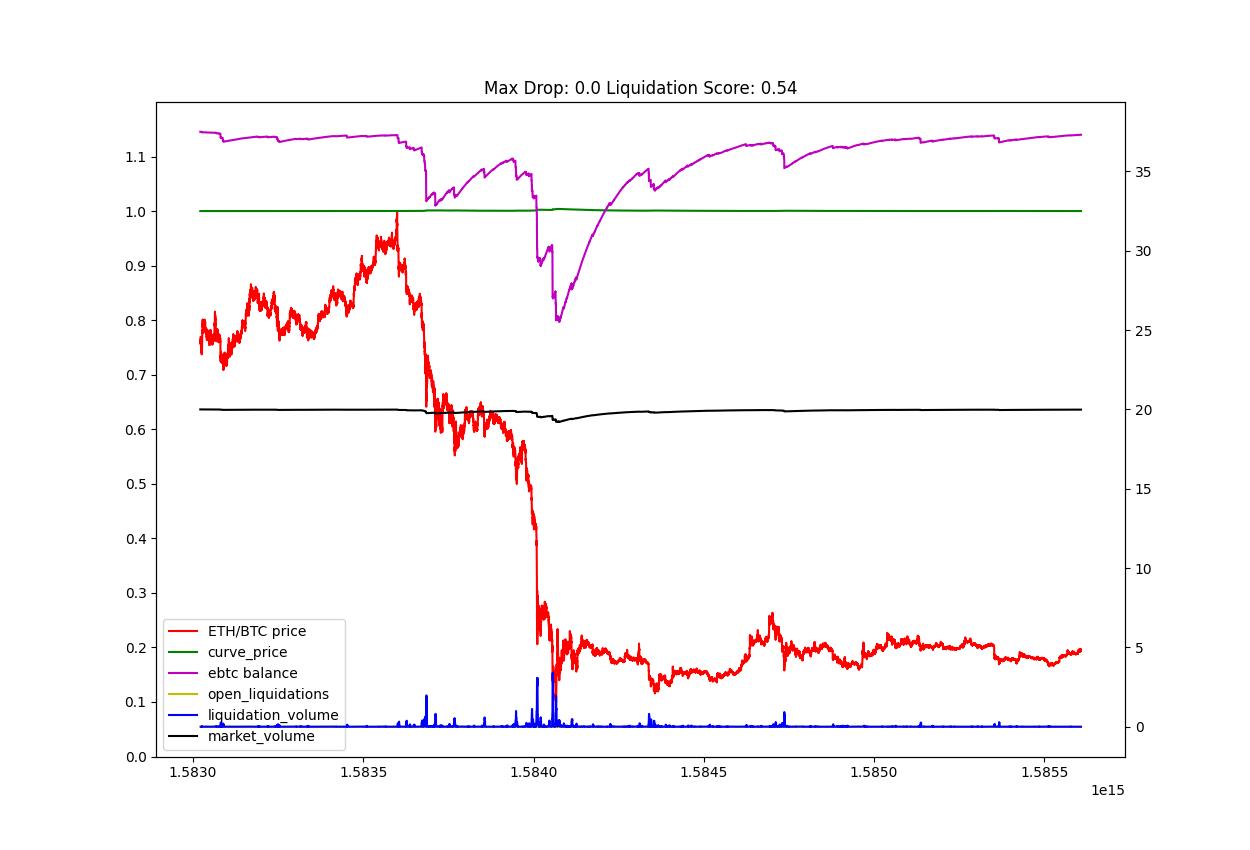 Max Drop: 0.0 Liquidation Score: 0.54
1.1
1.0
0.9
0.8
0.7
0.6
0.5
0.4
0.3
0.2
0.1
0.0
35
30
25
20
15
10
5
0
ETH/BTC price
curve_price
ebtc balance
open_liquidations
liquidation_volume
market_volume
1.5830 1.5835 1.5840 1.5845 1.5850 1.5855
1e15